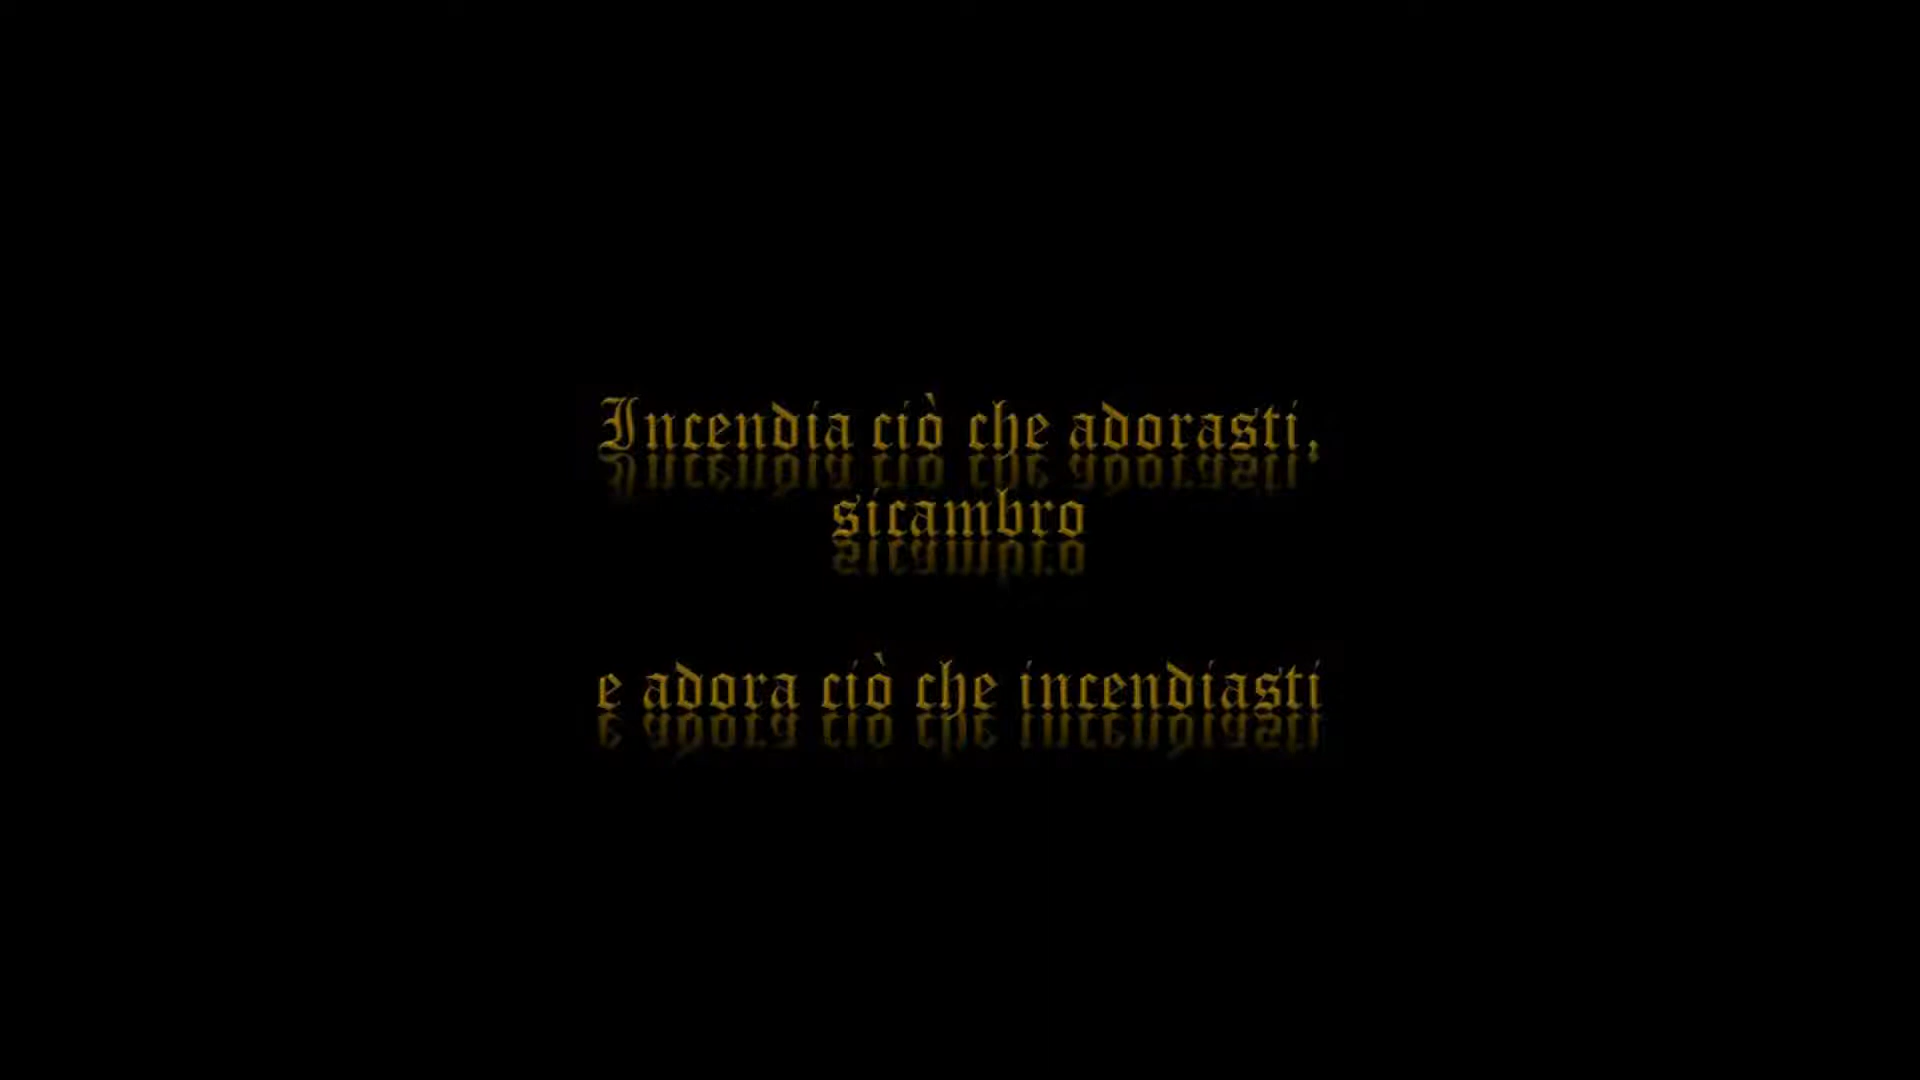 Incendia ciò che adorasti,
sicambro
e adora ciò che incendiasti